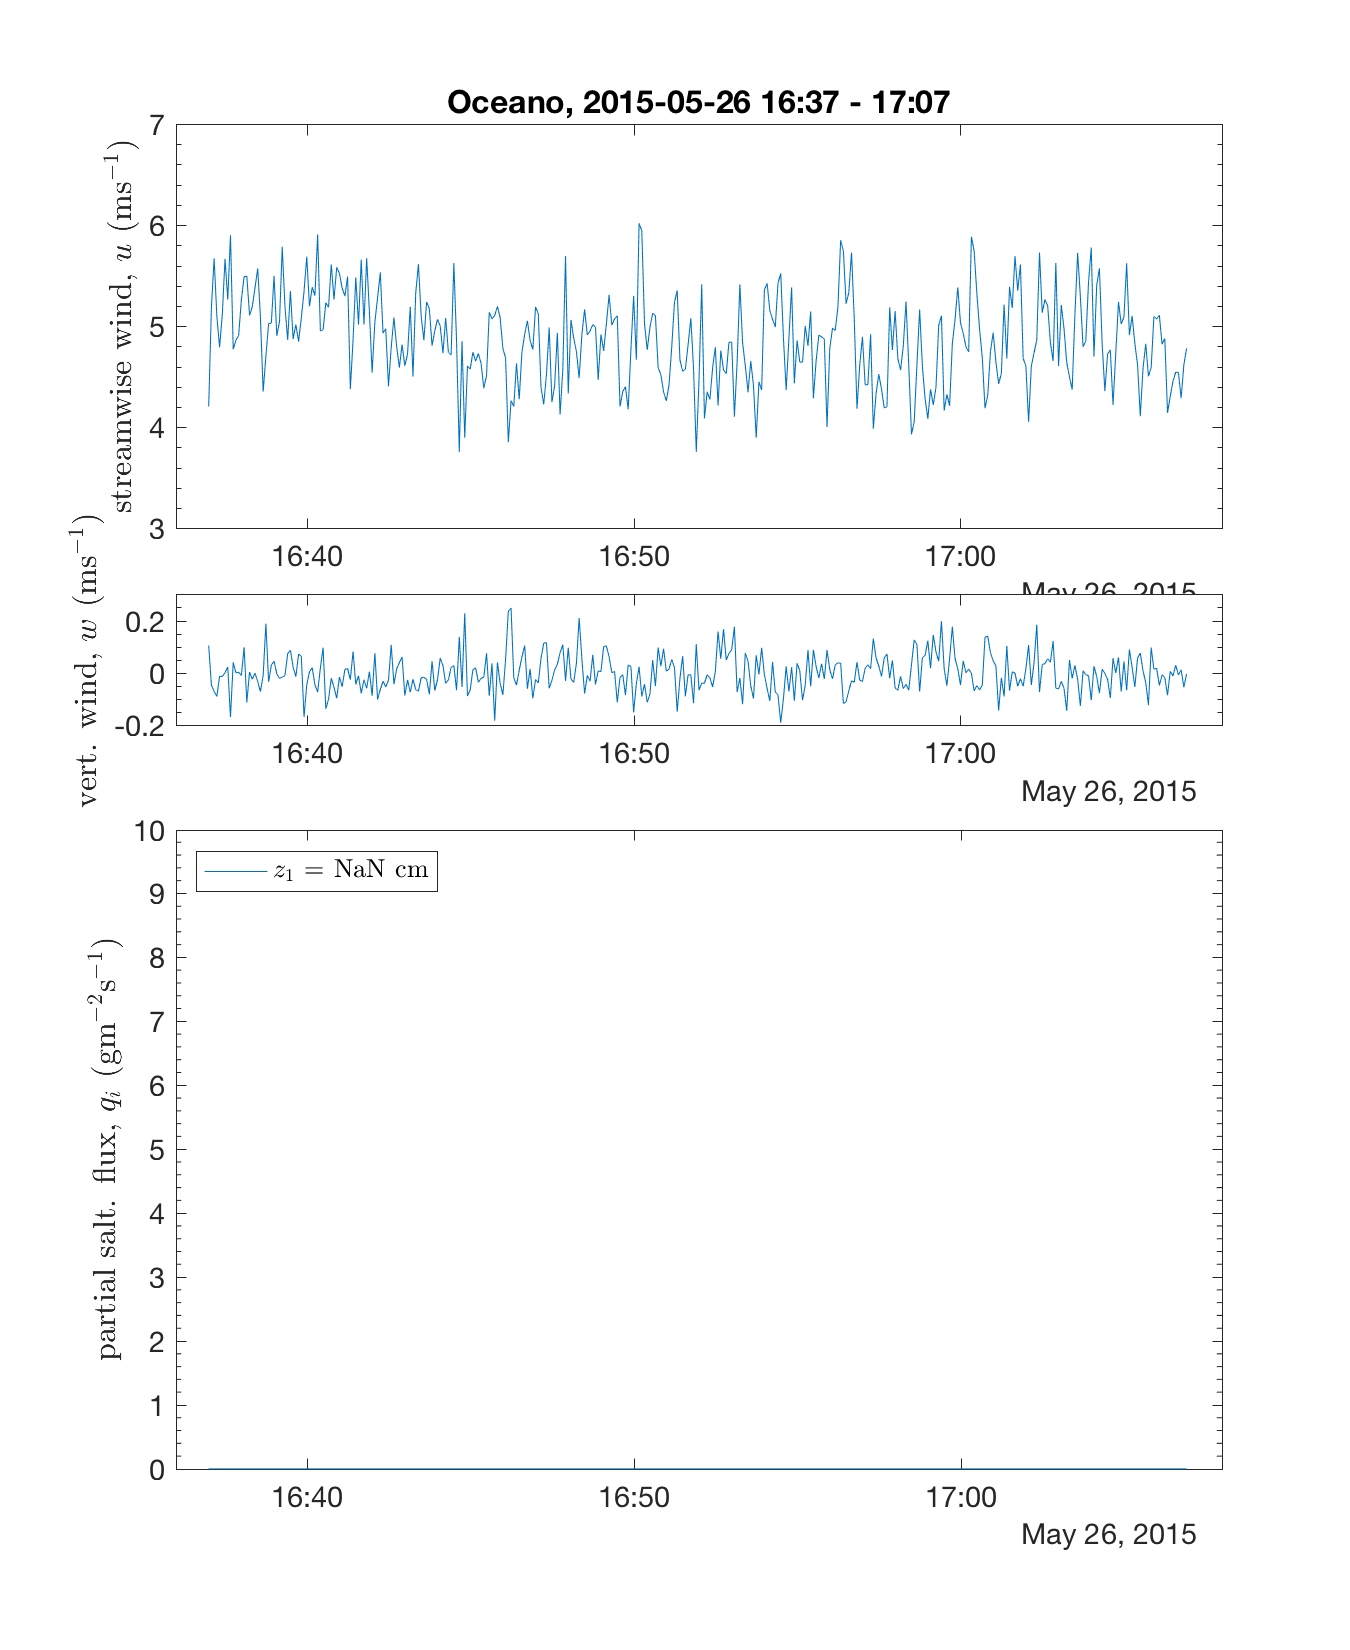 Oceano, 2015-05-26 16:37 - 17:07
streamwise wind, u (ms⁻¹)
7
6
5
4
3
16:40 16:50 17:00
May 26, 2015
vert. wind, w (ms⁻¹)
0.2
0
-0.2
16:40 16:50 17:00
May 26, 2015
partial salt. flux, qᵢ (gm⁻²s⁻¹)
10
z₁ = NaN cm
9
8
7
6
5
4
3
2
1
0
16:40 16:50 17:00
May 26, 2015